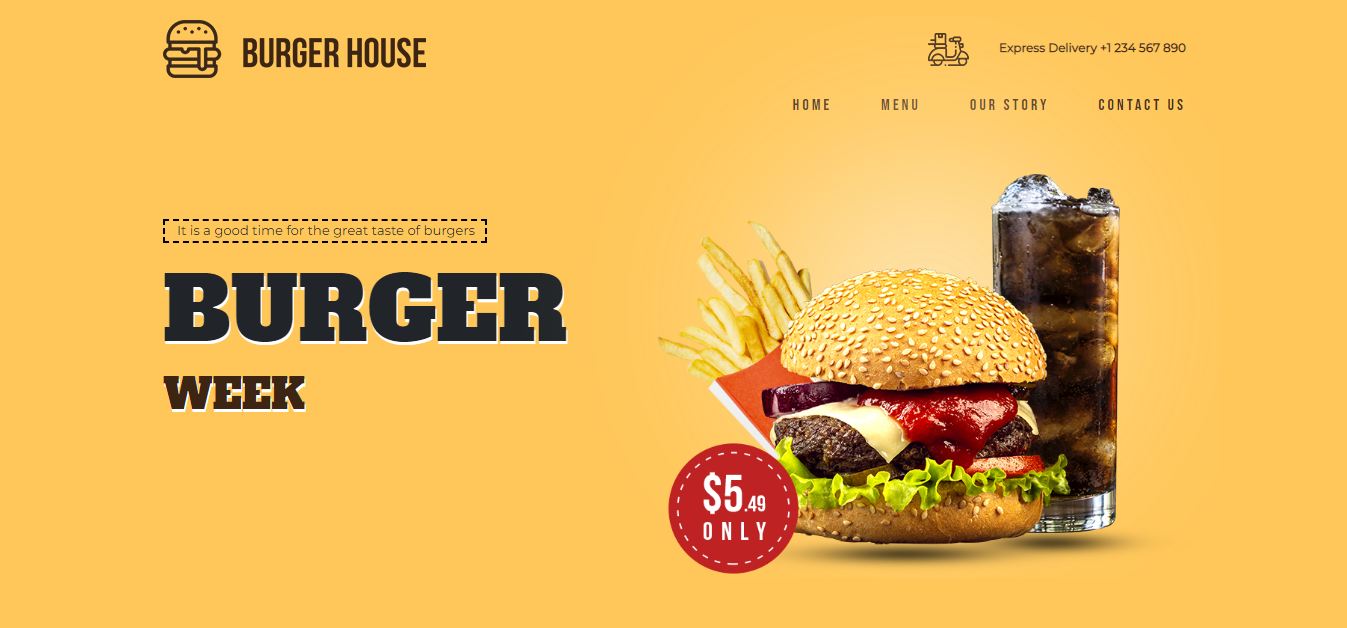 BURGER HOUSE
Express Delivery +1 234 567 890
HOME MENU OUR STORY CONTACT US
It is a good time for the great taste of burgers
BURGER
WEEK
$5.49
ONLY